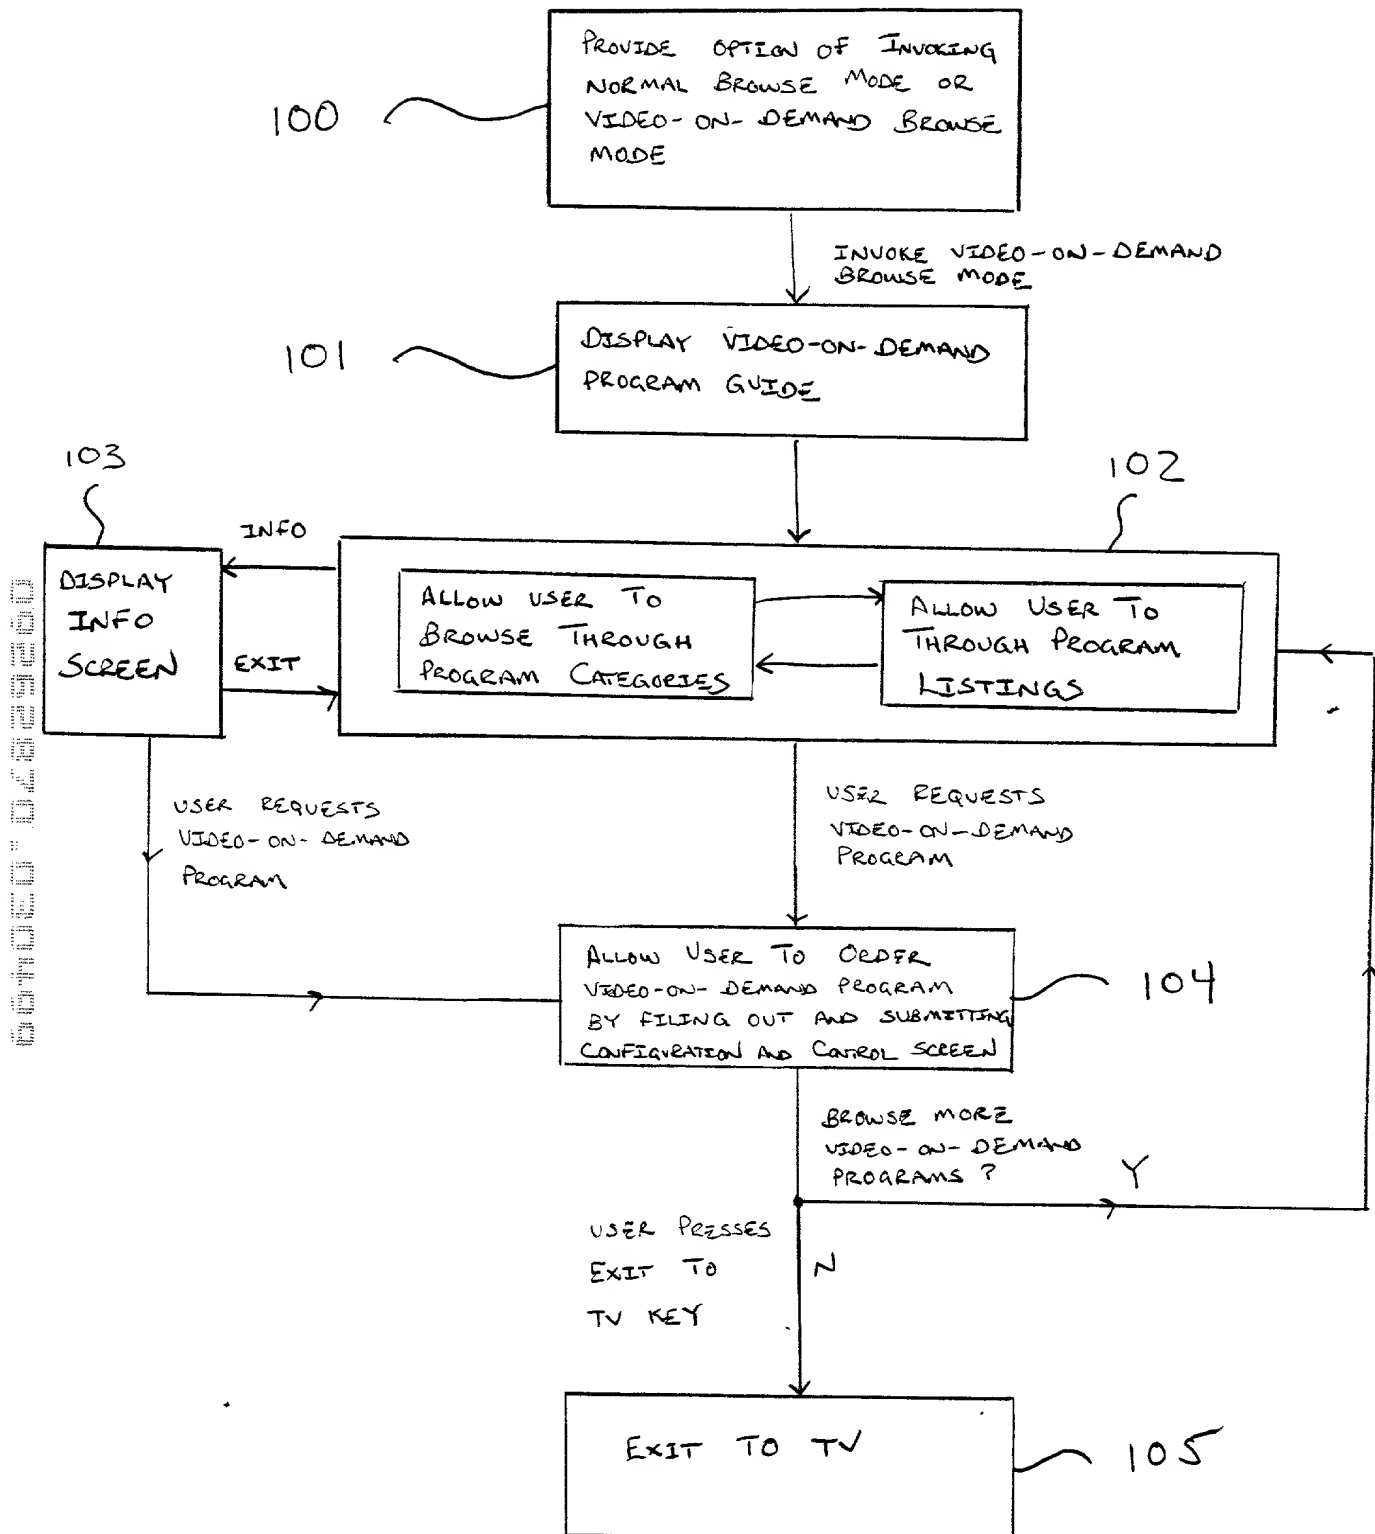 PROVIDE OPTION OF INVOKING
NORMAL BROWSE MODE OR
VIDEO-ON-DEMAND BROWSE
MODE
100
INVOKE VIDEO-ON-DEMAND
BROWSE MODE
DISPLAY VIDEO-ON-DEMAND
PROGRAM GUIDE
101
103
102
INFO
DISPLAY
INFO
SCREEN
EXIT
ALLOW USER TO
BROWSE THROUGH
PROGRAM CATEGORIES
ALLOW USER TO
THROUGH PROGRAM
LISTINGS
USER REQUESTS
VIDEO-ON-DEMAND
PROGRAM
USER REQUESTS
VIDEO-ON-DEMAND
PROGRAM
ALLOW USER TO ORDER
VIDEO-ON-DEMAND PROGRAM
BY FILING OUT AND SUBMITTING
CONFIGURATION AND CONTROL SCREEN
104
BROWSE MORE
VIDEO-ON-DEMAND
PROGRAMS?
Y
USER PRESSES
EXIT TO
TV KEY
N
EXIT TO TV
105